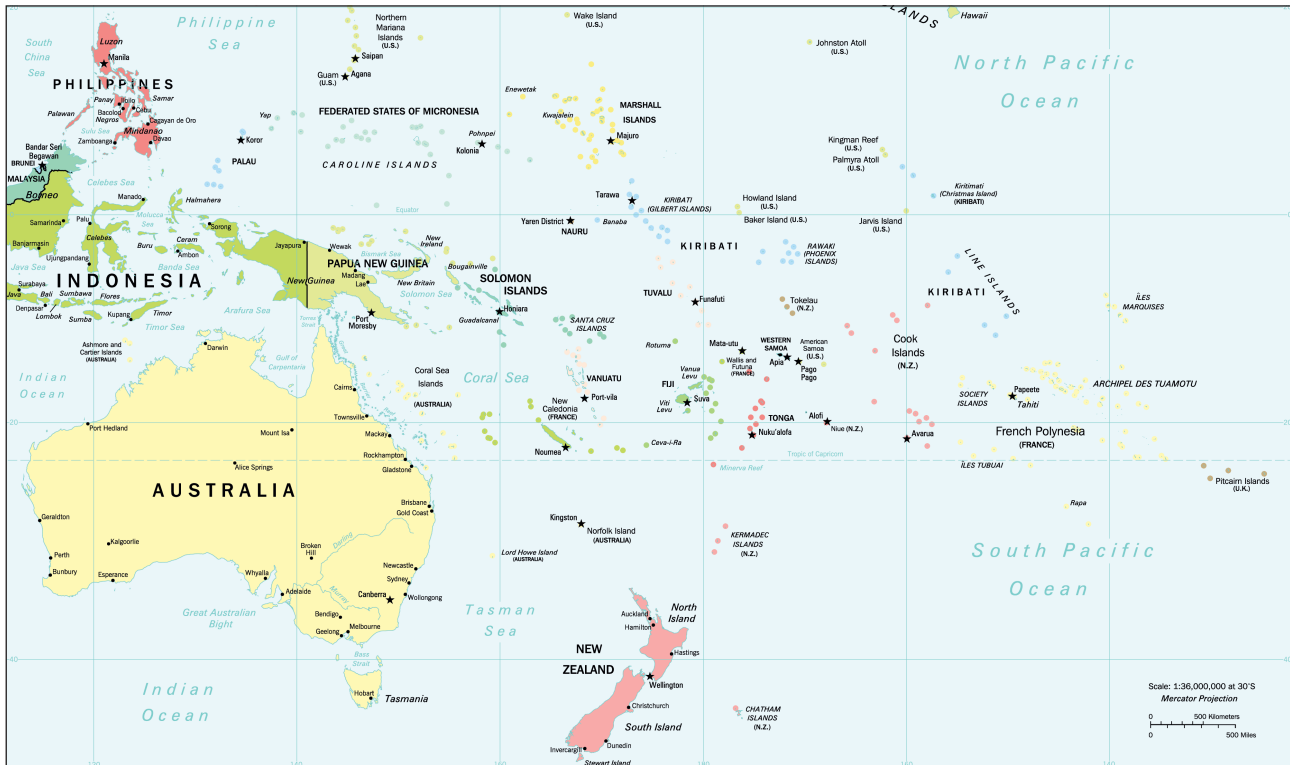 Philippine
Sea
Northern
Mariana
Islands
(U.S.)
Wake Island
(U.S.)
Hawaii
South
China
Sea
Luzon
Manila
Saipan
Guam
(U.S.)
Agana
Johnston Atoll
(U.S.)
North Pacific
Ocean
PHILIPPINES
Panay
Iloilo
Samar
Bacolod
Cebu
Negros
Palawan
Cagayan de Oro
Sulu Sea
Mindanao
Zamboanga
Davao
Yap
FEDERATED STATES OF MICRONESIA
Enewetak
Kwajalein
MARSHALL
ISLANDS
Majuro
Pohnpei
Kolonia
Koror
PALAU
CAROLINE ISLANDS
Kingman Reef
(U.S.)
Palmyra Atoll
(U.S.)
Bandar Seri
Begawan
BRUNEI
MALAYSIA
Borneo
Celebes Sea
Manado
Halmahera
Molucca
Sea
Equator
Tarawa
KIRIBATI
(GILBERT ISLANDS)
Howland Island
(U.S.)
Baker Island (U.S.)
Kiritimati
(Christmas Island)
(KIRIBATI)
Jarvis Island
(U.S.)
Samarinda
Palu
Sorong
Yaren District
NAURU
Banaba
Banjarmasin
Celebes
Buru
Ceram
Ambon
Jayapura
Wewak
Bismark Sea
New
Ireland
KIRIBATI
RAWAKI
(PHOENIX
ISLANDS)
LINE ISLANDS
Ujungpandang
Java Sea
Banda Sea
PAPUA NEW GUINEA
Bougainville
Madang
Lae
New Guinea
New Britain
INDONESIA
SOLOMON
ISLANDS
Surabaya
Java
Bali
Sumbawa
Flores
Denpasar
Lombok
Sumba
Kupang
Timor
Timor Sea
Arafura Sea
Solomon Sea
Honiara
Guadalcanal
Port
Moresby
Torres
Strait
TUVALU
Funafuti
Tokelau
(N.Z.)
KIRIBATI
ÎLES
MARQUISES
SANTA CRUZ
ISLANDS
Rotuma
Mata-utu
Wallis and
Futuna
(FRANCE)
WESTERN
SAMOA
Apia
American
Samoa
(U.S.)
Pago
Pago
Cook
Islands
(N.Z.)
Ashmore and
Cartier Islands
(AUSTRALIA)
Darwin
Gulf of
Carpentaria
Indian
Ocean
Cairns
Coral Sea
Islands
(AUSTRALIA)
Coral Sea
VANUATU
Port-vila
FIJI
Vanua
Levu
Viti
Levu
Suva
SOCIETY
ISLANDS
Papeete
Tahiti
ARCHIPEL DES TUAMOTU
Port Hedland
Mount Isa
Townsville
Mackay
New
Caledonia
(FRANCE)
Noumea
Ceva-i-Ra
TONGA
Nuku'alofa
Alofi
Niue (N.Z.)
Avarua
French Polynesia
(FRANCE)
Alice Springs
Rockhampton
Gladstone
Minerva Reef
Tropic of Capricorn
ÎLES TUBUAI
Pitcairn Islands
(U.K.)
AUSTRALIA
Rapa
Geraldton
Brisbane
Gold Coast
Kingston
Norfolk Island
(AUSTRALIA)
KERMADEC
ISLANDS
(N.Z.)
South Pacific
Ocean
Kalgoorlie
Perth
Bunbury
Esperance
Broken
Hill
Darling
Lord Howe Island
(AUSTRALIA)
Whyalla
Newcastle
Sydney
Adelaide
Murray
Canberra
Wollongong
Great Australian
Bight
Bendigo
Melbourne
Geelong
Tasman
Sea
Bass
Strait
Auckland
Hamilton
North
Island
Hastings
NEW
ZEALAND
Wellington
Indian
Ocean
Hobart
Tasmania
Christchurch
South Island
CHATHAM
ISLANDS
(N.Z.)
Invercargill
Dunedin
Stewart Island
Scale: 1:36,000,000 at 30°S
Mercator Projection
0 500 Kilometers
0 500 Miles